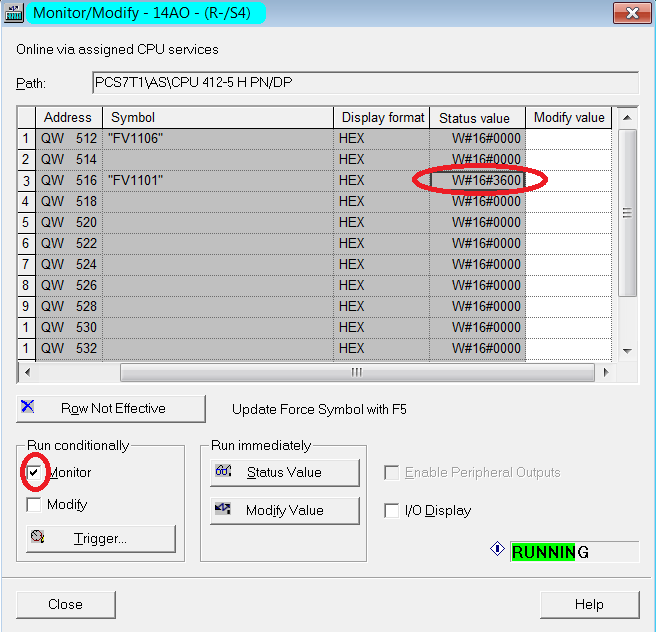 Monitor/Modify - 14AO - (R-/S4)
Online via assigned CPU services
Path: PCS7T1\AS\CPU 412-5 H PN/DP
Address Symbol Display format Status value Modify value
1 QW 512 "FV1106" HEX W#16#0000
2 QW 514 HEX W#16#0000
3 QW 516 "FV1101" HEX W#16#3600
4 QW 518 HEX W#16#0000
5 QW 520 HEX W#16#0000
6 QW 522 HEX W#16#0000
7 QW 524 HEX W#16#0000
8 QW 526 HEX W#16#0000
9 QW 528 HEX W#16#0000
1 QW 530 HEX W#16#0000
1 QW 532 HEX W#16#0000
Row Not Effective Update Force Symbol with F5
Run conditionally Run immediately
Monitor Status Value Enable Peripheral Outputs
Modify Modify Value I/O Display
Trigger...
RUNNING
Close Help